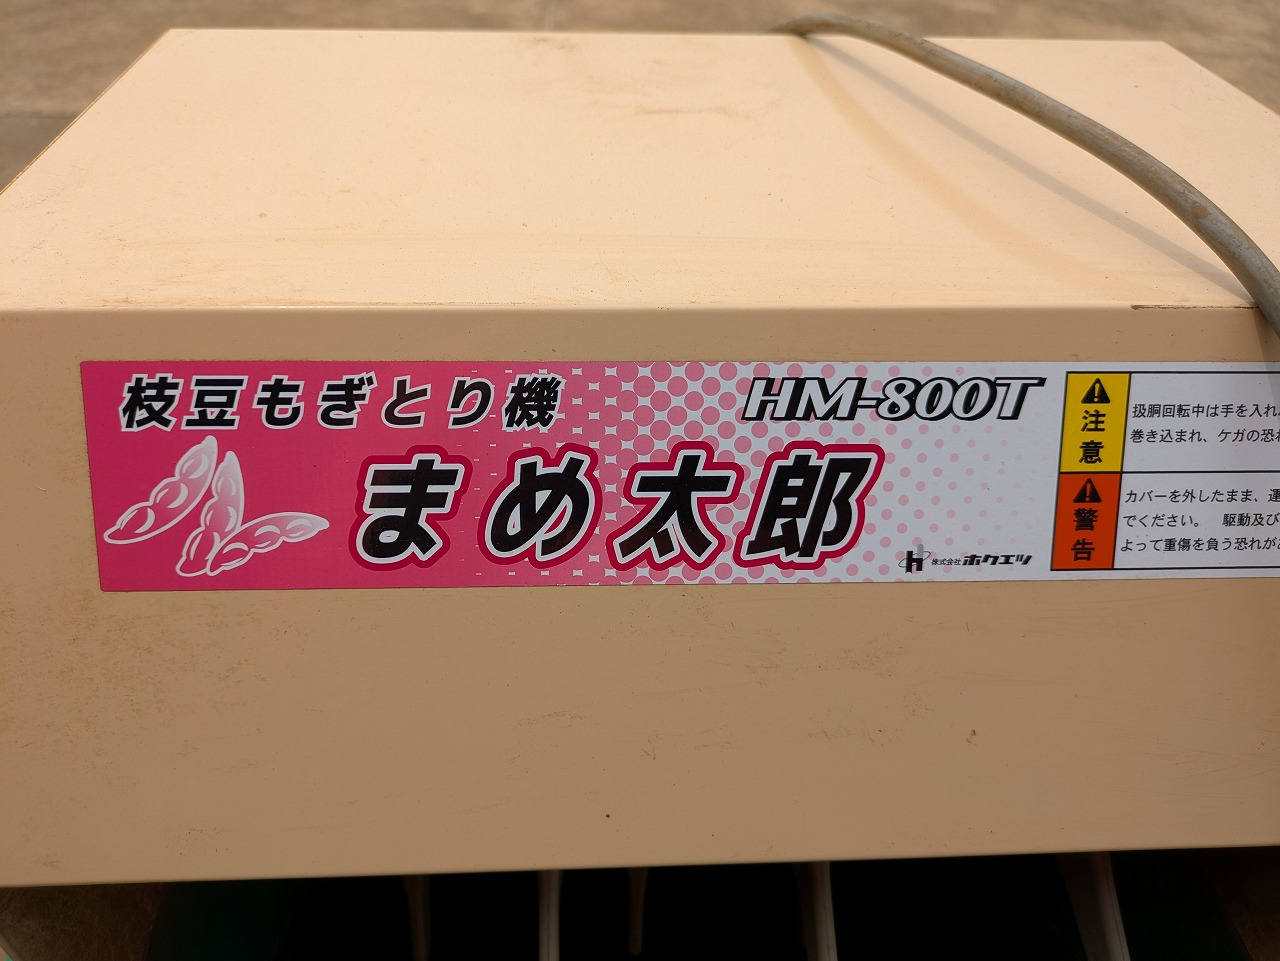 枝豆もぎとり機
HM-800T
まめ太郎
株式会社ホクエツ
注意
扱胴回転中は手を入れ
巻き込まれ、ケガの恐
警告
カバーを外したまま、
でください。 駆動及び
よって重傷を負う恐れが